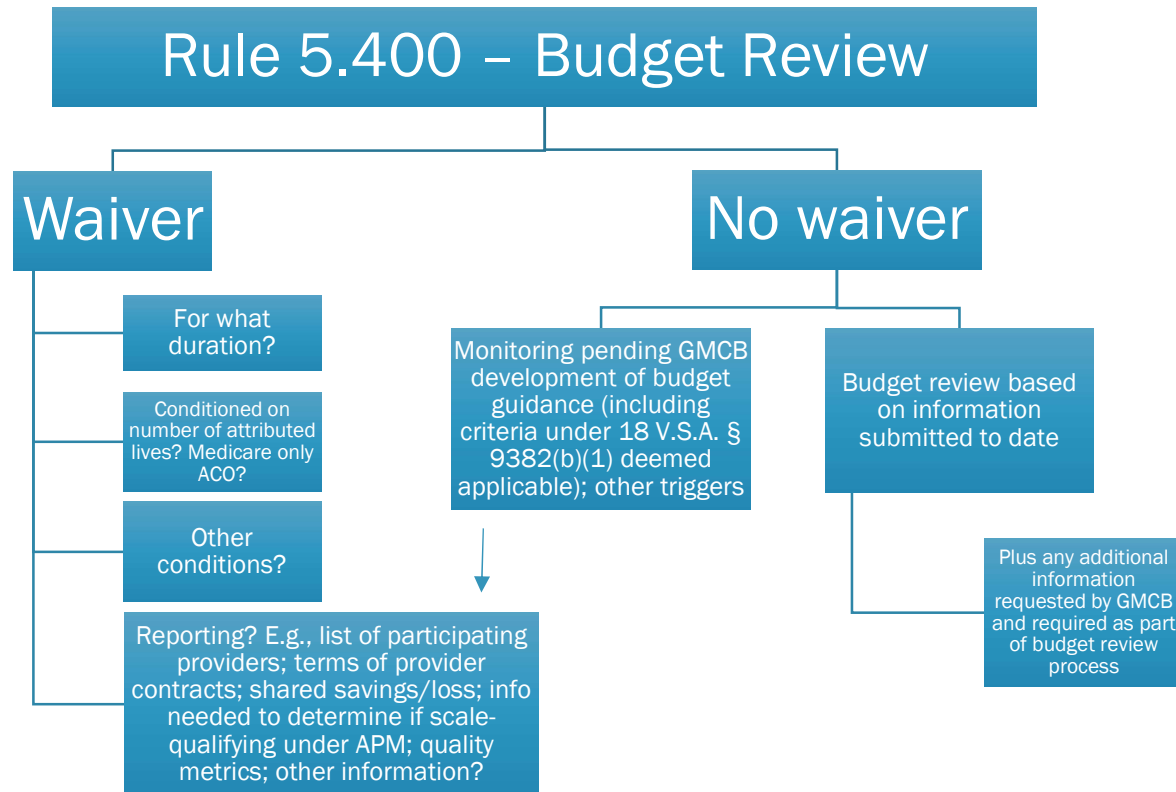 Rule 5.400 – Budget Review
Waiver
No waiver
For what
duration?
Conditioned on
number of attributed
lives? Medicare only
ACO?
Other
conditions?
Reporting? E.g., list of participating
providers; terms of provider
contracts; shared savings/loss; info
needed to determine if scale-
qualifying under APM; quality
metrics; other information?
Monitoring pending GMCB
development of budget
guidance (including
criteria under 18 V.S.A. §
9382(b)(1) deemed
applicable); other triggers
Budget review based
on information
submitted to date
Plus any additional
information
requested by GMCB
and required as part
of budget review
process